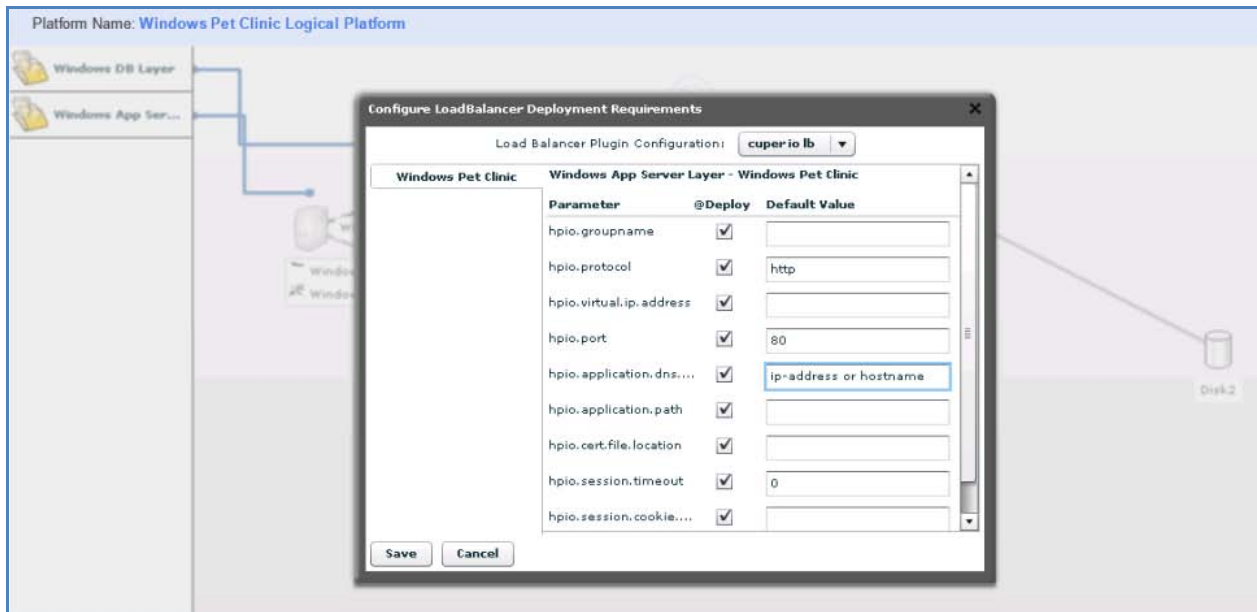 Platform Name: Windows Pet Clinic Logical Platform
Windows DB Layer
Windows App Ser...
Configure LoadBalancer Deployment Requirements
Load Balancer Plugin Configuration: cuper io lb
Windows Pet Clinic
Windows App Server Layer - Windows Pet Clinic
Parameter @Deploy Default Value
hpio.groupname
hpio.protocol http
hpio.virtual.ip.address
hpio.port 80
hpio.application.dns.... ip-address or hostname
hpio.application.path
hpio.cert.file.location
hpio.session.timeout 0
hpio.session.cookie....
Save Cancel
Disk2